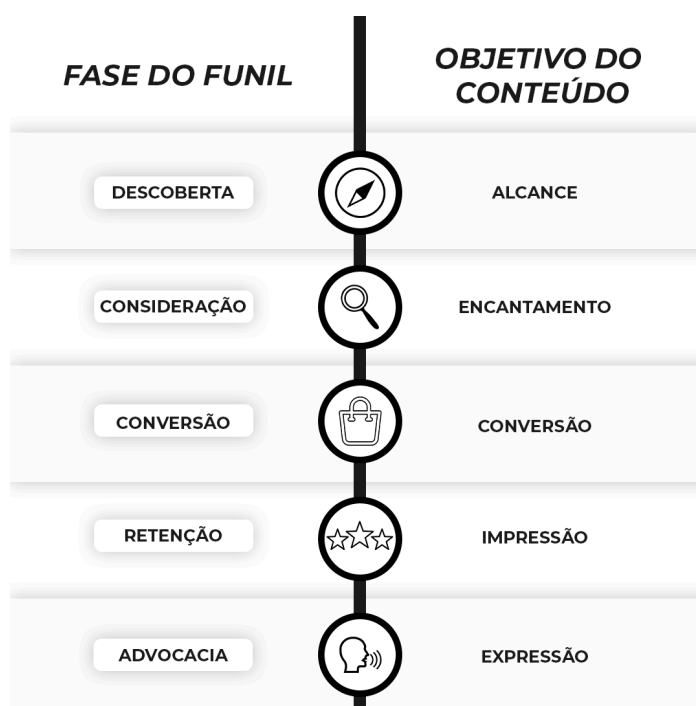 FASE DO FUNIL
OBJETIVO DO
CONTEÚDO
DESCOBERTA
ALCANCE
CONSIDERAÇÃO
ENCANTAMENTO
CONVERSÃO
CONVERSÃO
RETENÇÃO
IMPRESSÃO
ADVOCACIA
EXPRESSÃO